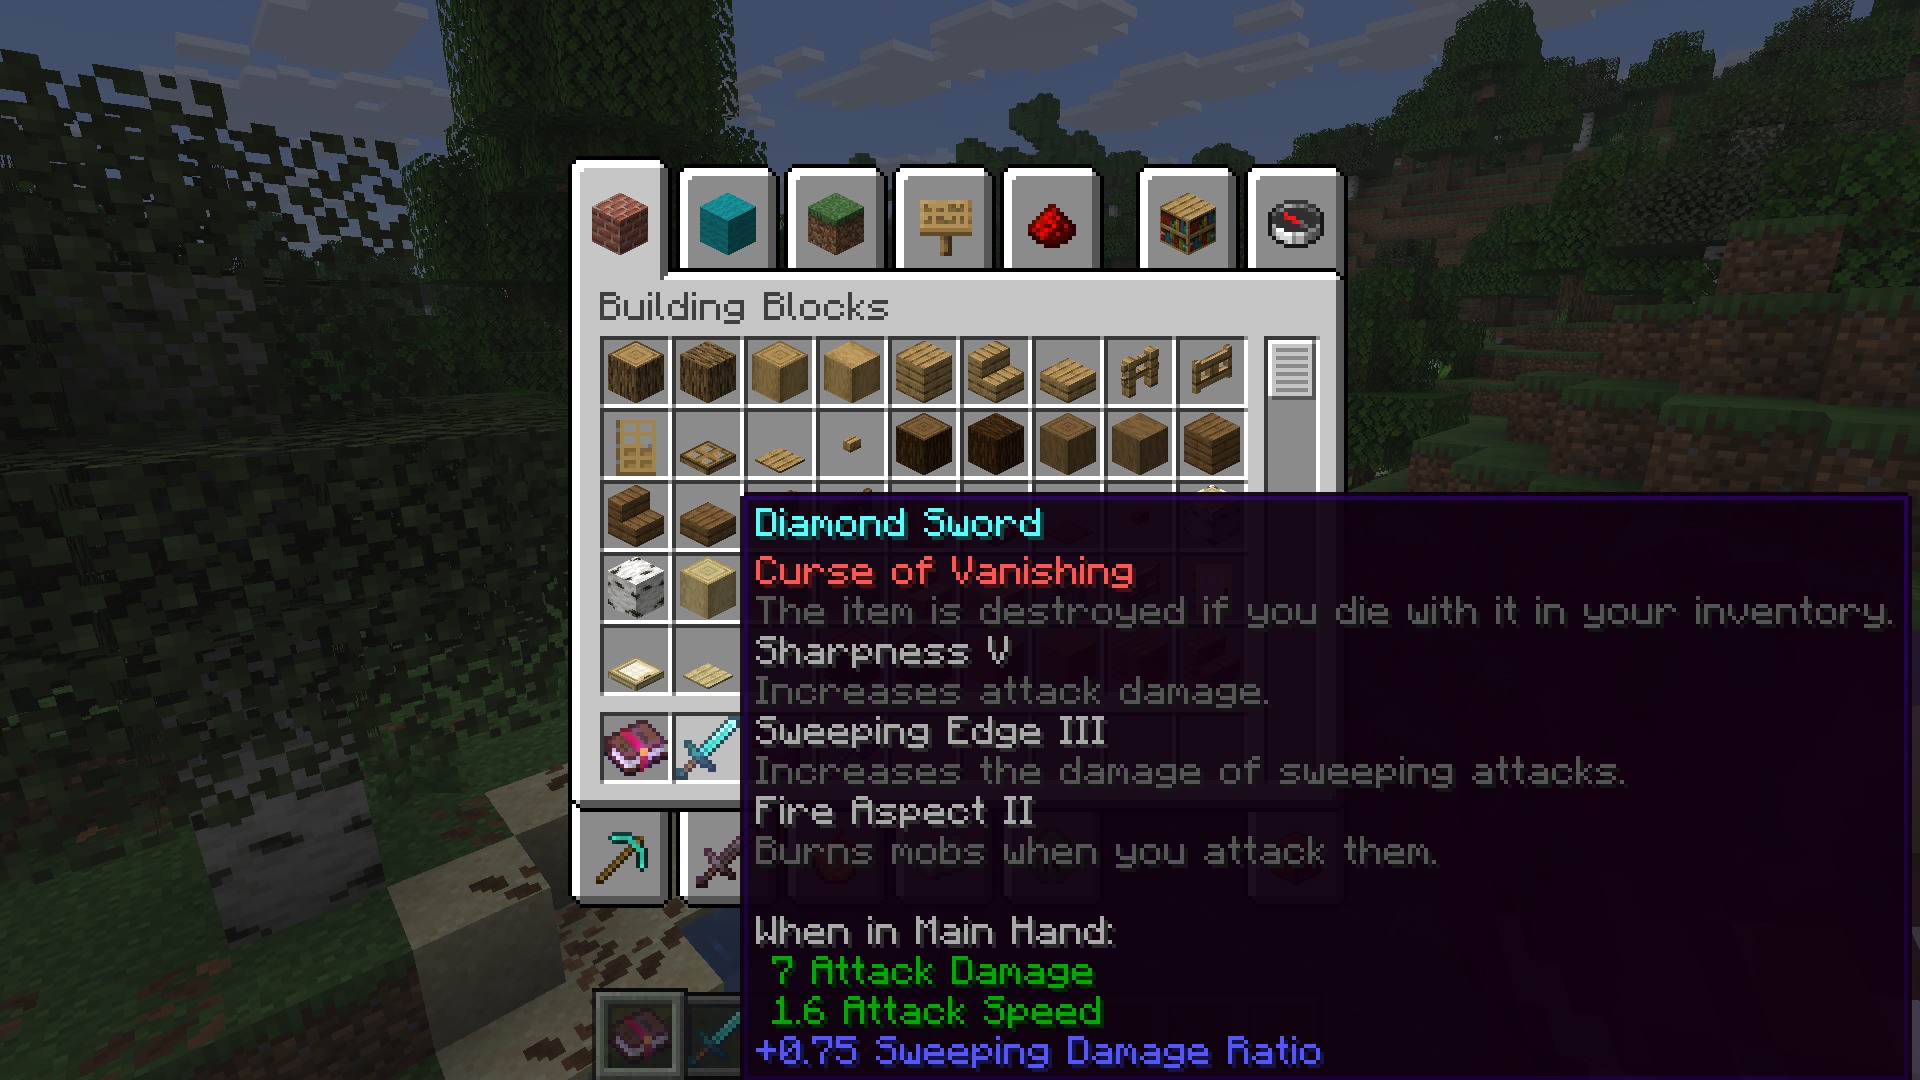 Building Blocks
Diamond Sword
Curse of Vanishing
The item is destroyed if you die with it in your inventory.
Sharpness V
Increases attack damage.
Sweeping Edge III
Increases the damage of sweeping attacks.
Fire Aspect II
Burns mobs when you attack them.
When in Main Hand:
7 Attack Damage
1.6 Attack Speed
+0.75 Sweeping Damage Ratio